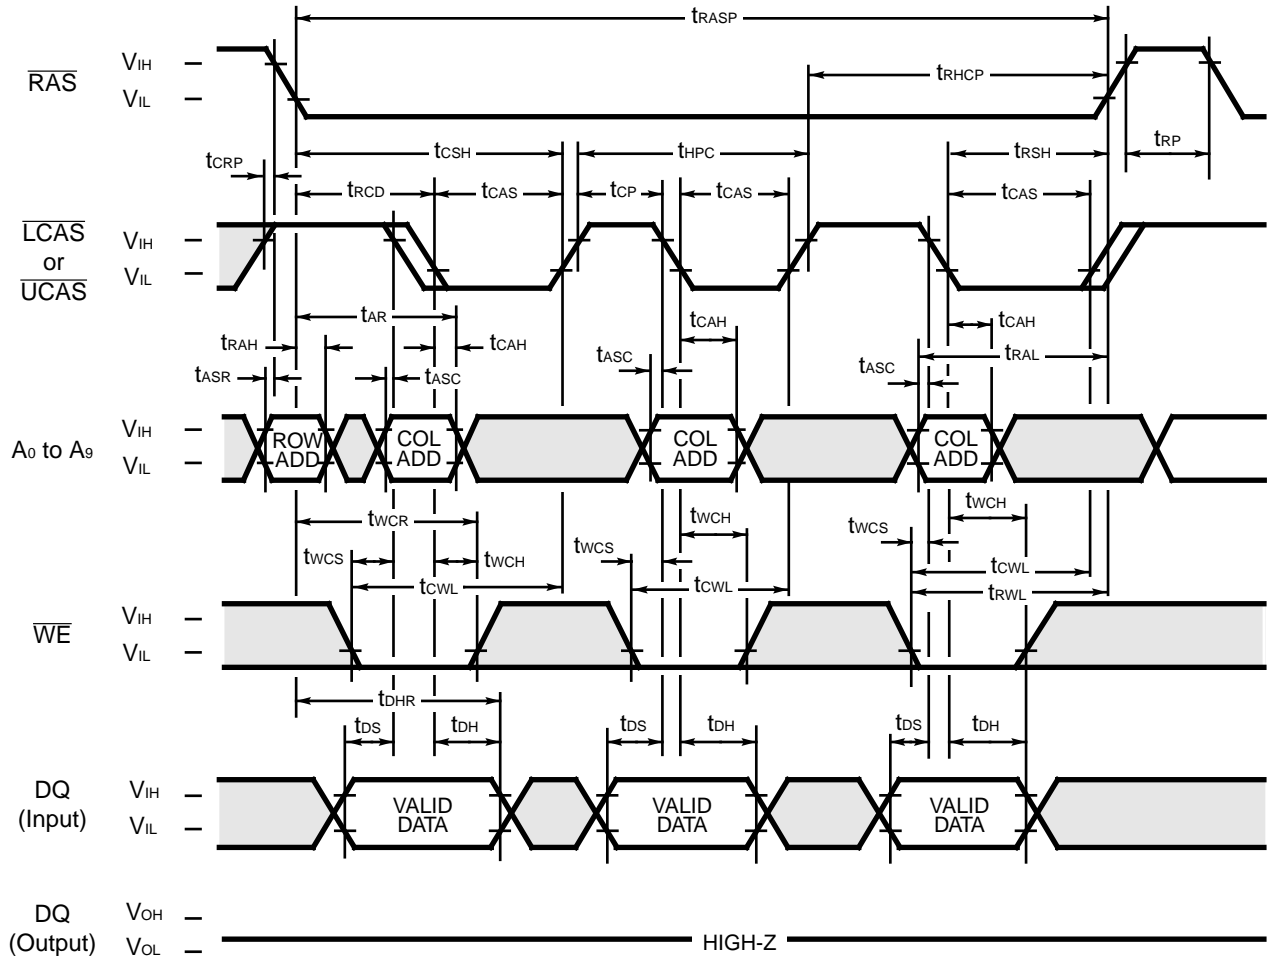 tRASP
RAS
VIH
VIL
tRHCP
tRP
tCRP
tCSH
tHPC
tRSH
tRCD
tCAS
tCP
tCAS
tCAS
LCAS
or
UCAS
VIH
VIL
tAR
tRAH
tCAH
tCAH
tCAH
tASR
tASC
tASC
tASC
tRAL
A0 to A9
VIH
VIL
ROW
ADD
COL
ADD
COL
ADD
COL
ADD
tWCR
tWCH
tWCH
tWCS
tWCH
tWCS
tWCS
tCWL
tCWL
tCWL
tRWL
WE
VIH
VIL
tDHR
tDS
tDH
tDS
tDH
tDS
tDH
DQ
(Input)
VIH
VIL
VALID
DATA
VALID
DATA
VALID
DATA
DQ
(Output)
VOH
VOL
HIGH-Z